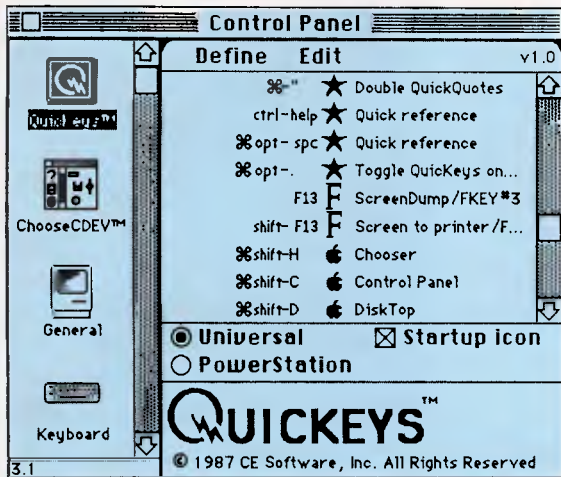 Control Panel
Define Edit v1.0
⌘-" ★ Double QuickQuotes
ctrl-help ★ Quick reference
⌘opt- spc ★ Quick reference
⌘opt-. ★ Toggle QuicKeys on...
F13 F ScreenDump/FKEY #3
shift- F13 F Screen to printer/F...
⌘shift-H Chooser
⌘shift-C Control Panel
⌘shift-D DiskTop
QuicKeys™
ChooseCDEV™
General
Keyboard
3.1
Universal Startup icon
PowerStation
QUICKEYS™
© 1987 CE Software, Inc. All Rights Reserved